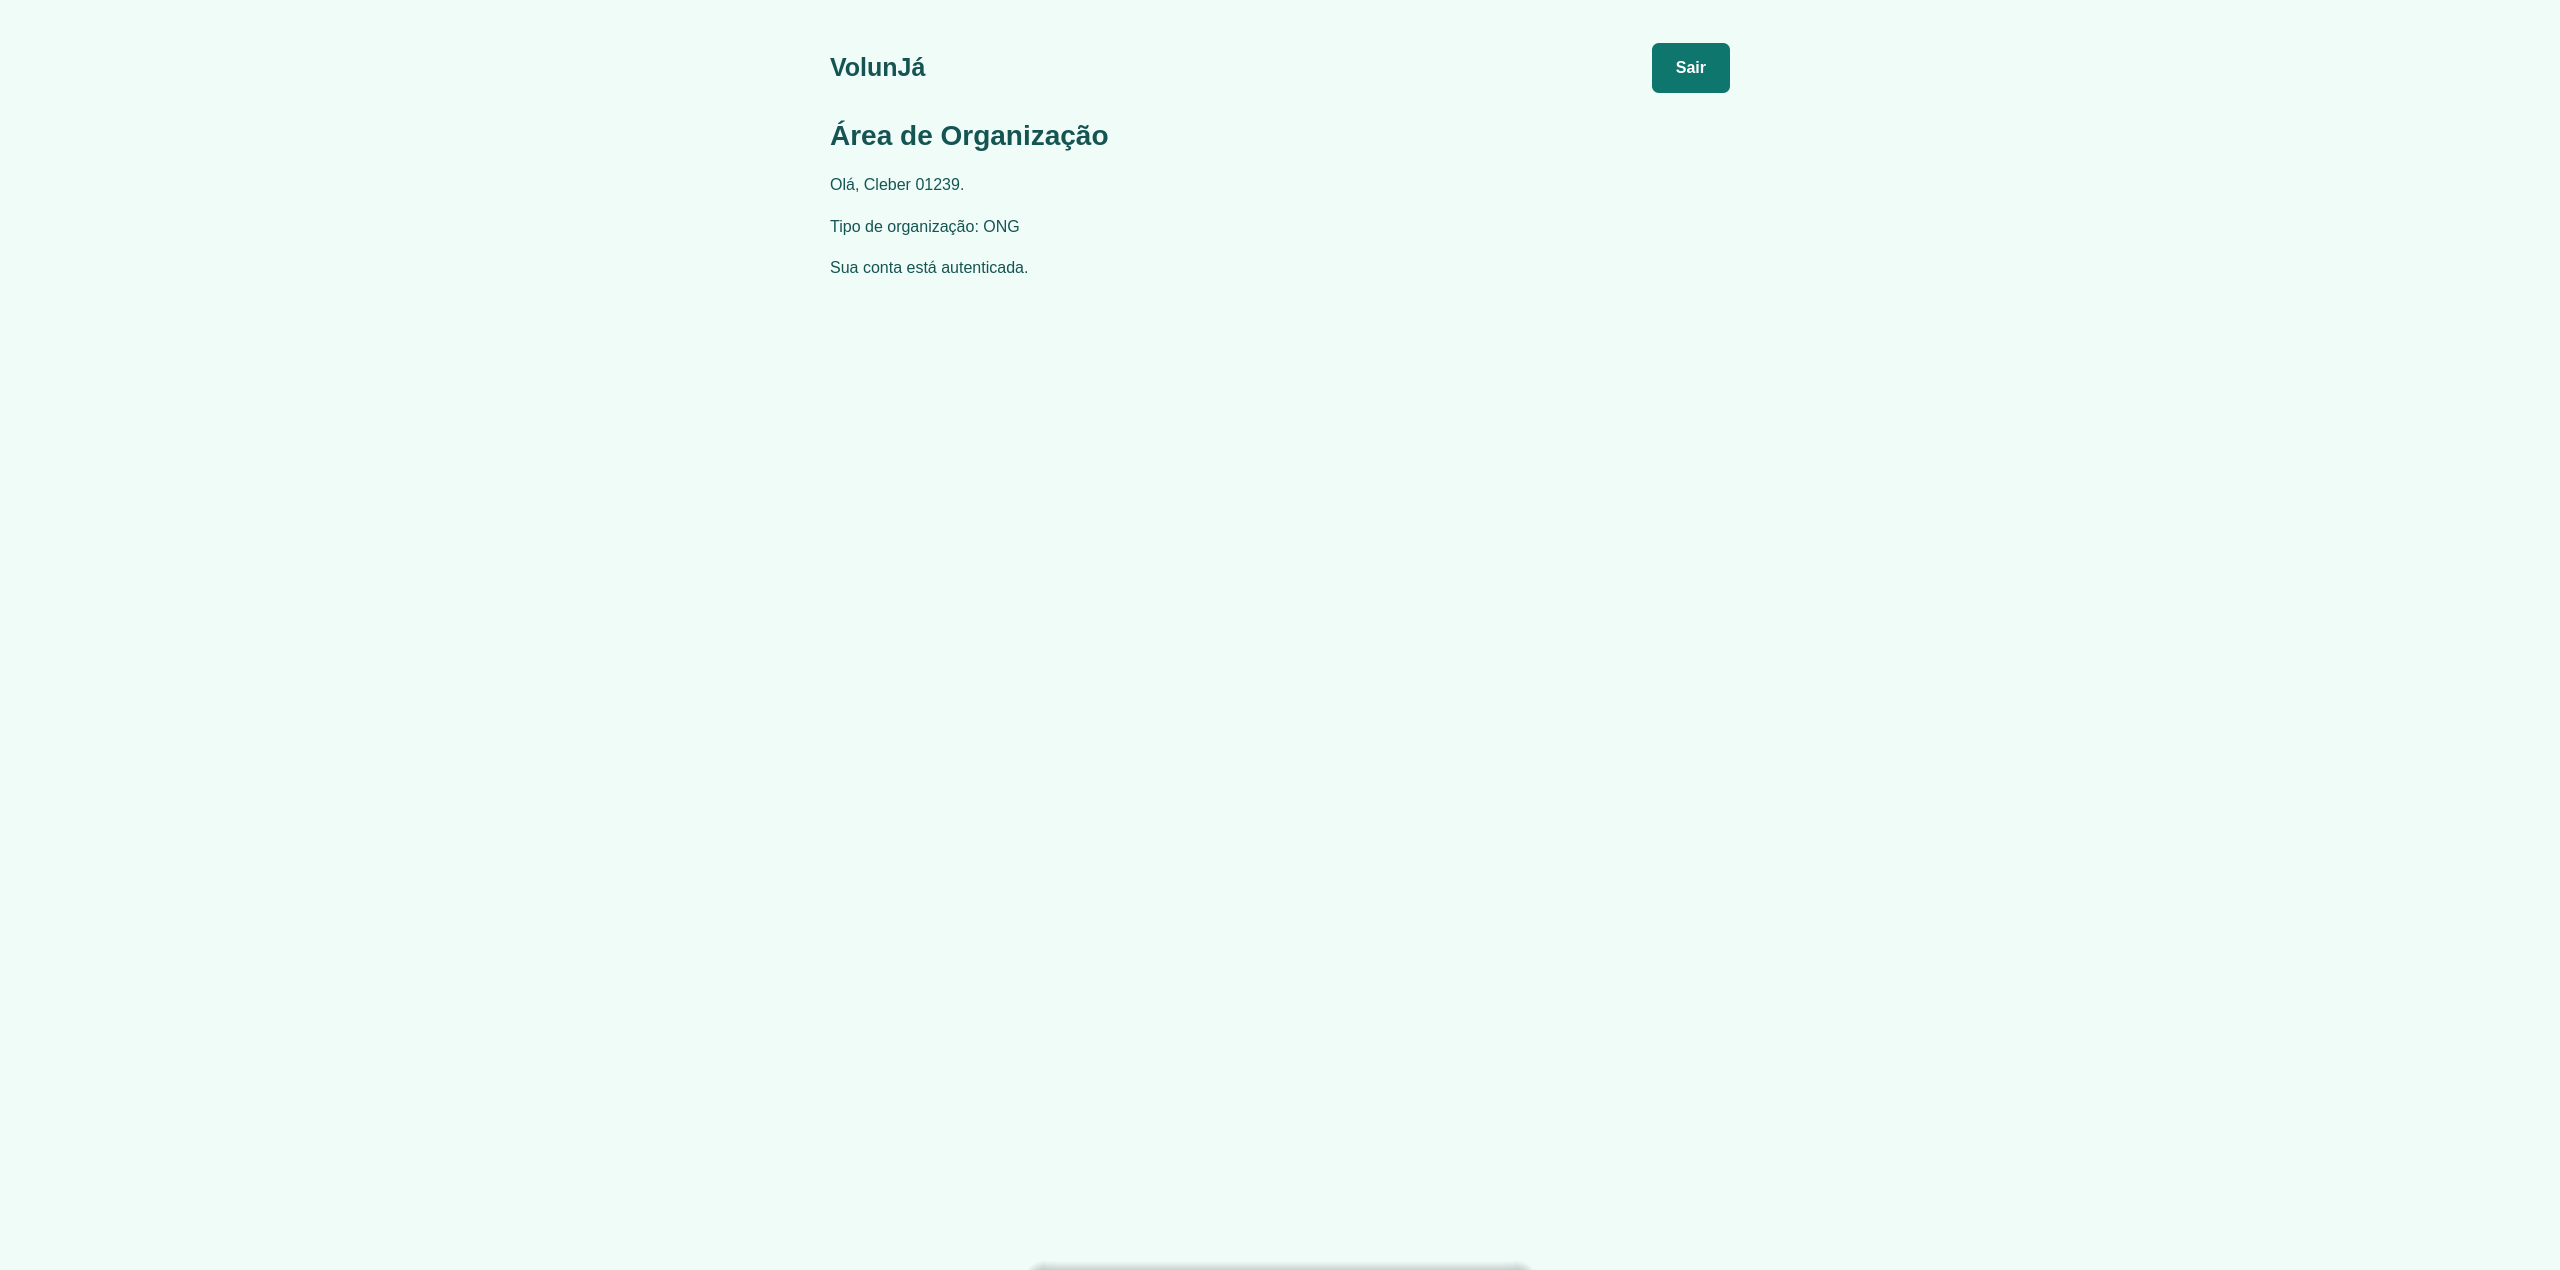 VolunJá
Sair
Área de Organização
Olá, Cleber 01239.
Tipo de organização: ONG
Sua conta está autenticada.